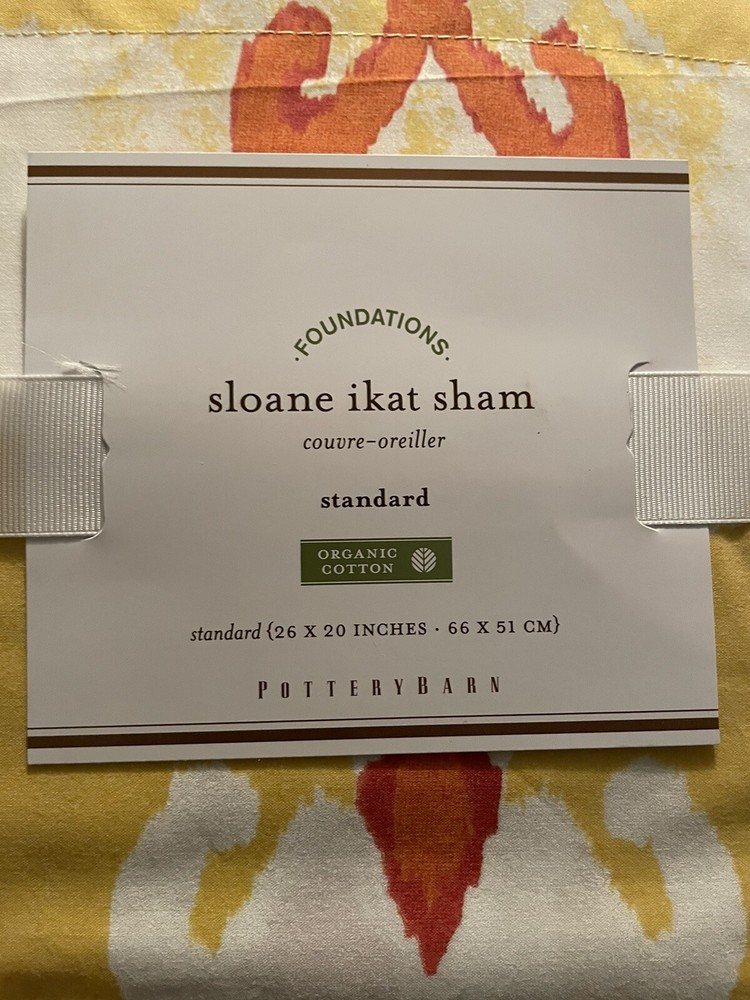 ·FOUNDATIONS·
sloane ikat sham
couvre-oreiller
standard
ORGANIC
COTTON
standard {26 X 20 INCHES · 66 X 51 CM}
POTTERYBARN